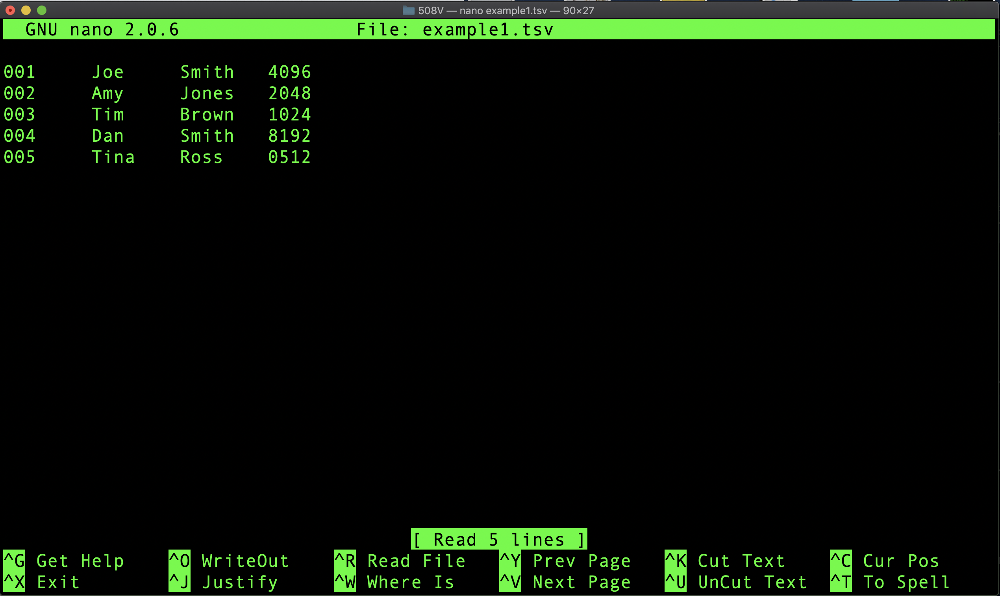 508V — nano example1.tsv — 90×27
GNU nano 2.0.6 File: example1.tsv
001 Joe Smith 4096
002 Amy Jones 2048
003 Tim Brown 1024
004 Dan Smith 8192
005 Tina Ross 0512
[ Read 5 lines ]
^G Get Help ^O WriteOut ^R Read File ^Y Prev Page ^K Cut Text ^C Cur Pos
^X Exit ^J Justify ^W Where Is ^V Next Page ^U UnCut Text ^T To Spell